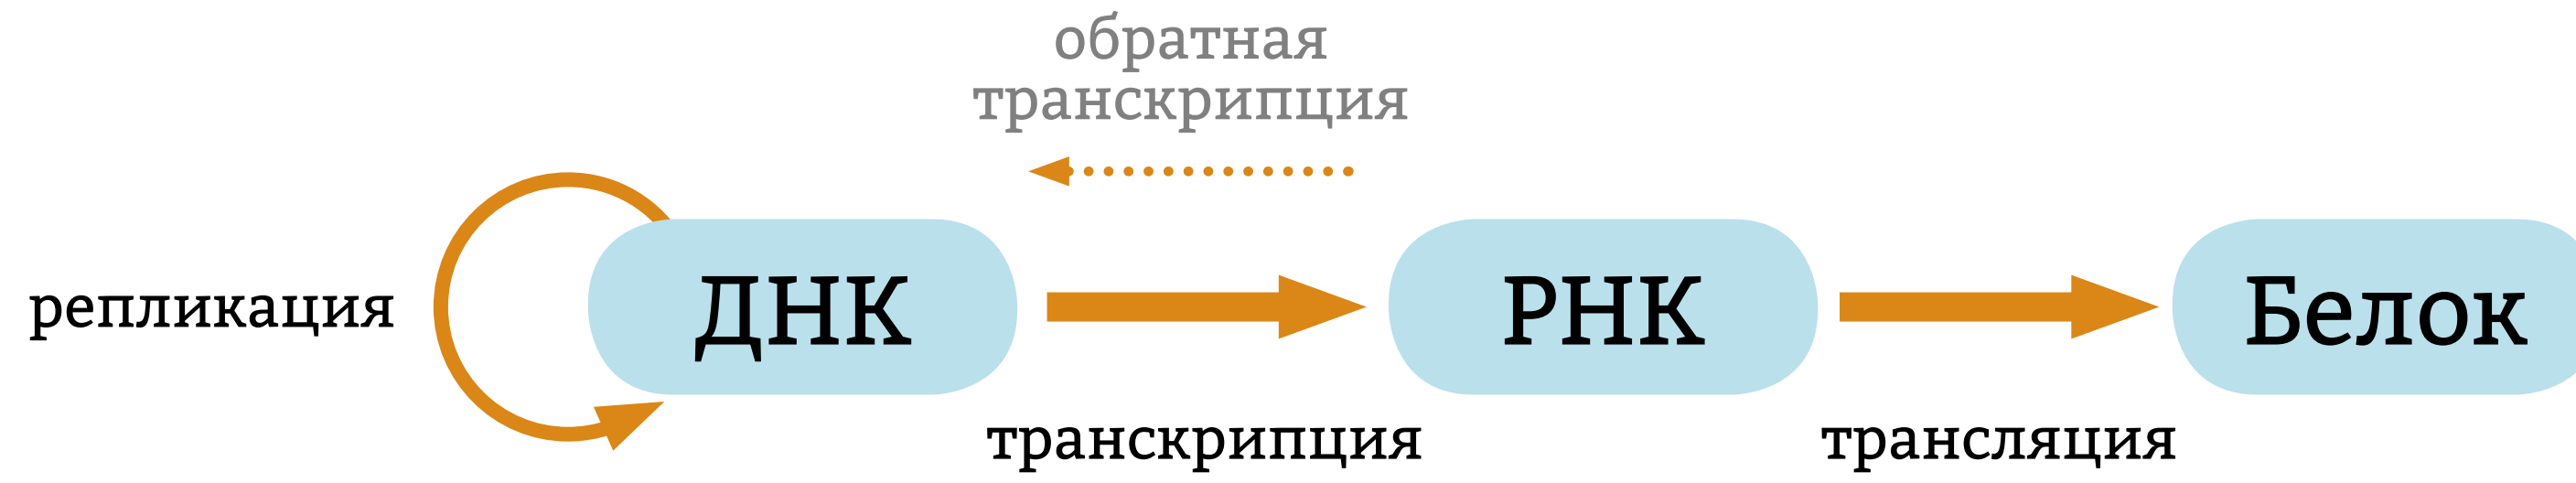 обратная
транскрипция
репликация
ДНК
РНК
Белок
транскрипция
трансляция